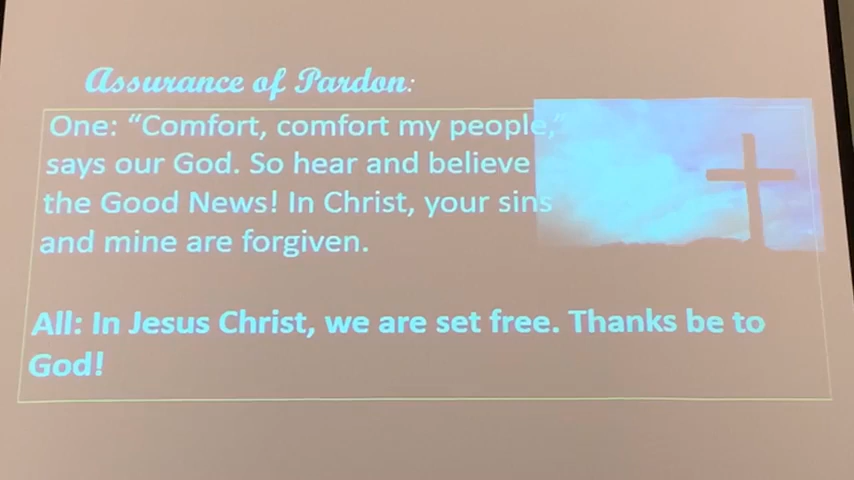 Assurance of Pardon:
One: “Comfort, comfort my people,”
says our God. So hear and believe
the Good News! In Christ, your sins
and mine are forgiven.
All: In Jesus Christ, we are set free. Thanks be to
God!